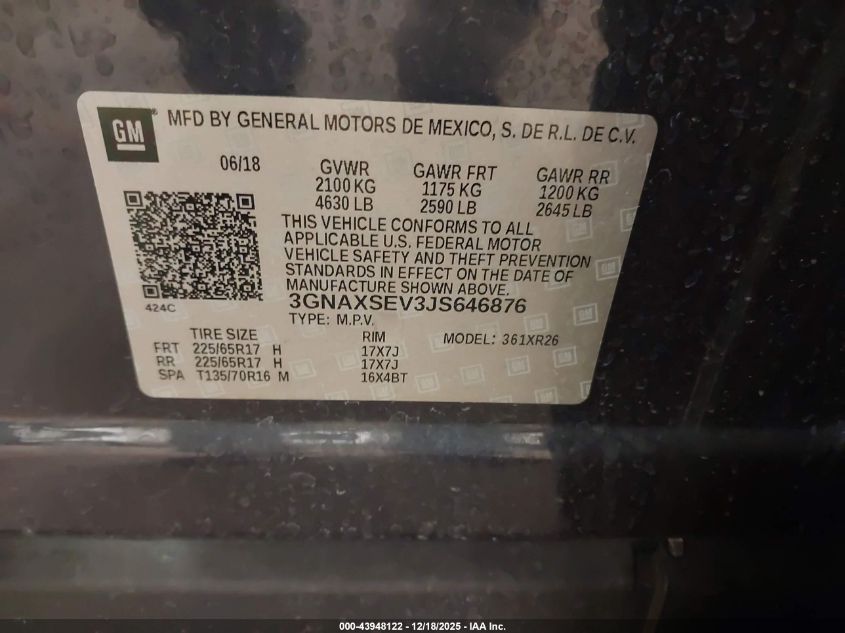 GM® MFD BY GENERAL MOTORS DE MEXICO, S. DE R.L. DE C.V.
06/18 GVWR GAWR FRT GAWR RR
2100 KG 1175 KG 1200 KG
4630 LB 2590 LB 2645 LB
THIS VEHICLE CONFORMS TO ALL
APPLICABLE U.S. FEDERAL MOTOR
VEHICLE SAFETY AND THEFT PREVENTION
STANDARDS IN EFFECT ON THE DATE OF
MANUFACTURE SHOWN ABOVE.
424C 3GNAXSEV3JS646876
TYPE: M.P.V.
TIRE SIZE RIM MODEL: 361XR26
FRT 225/65R17 H 17X7J
RR 225/65R17 H 17X7J
SPA T135/70R16 M 16X4BT
000-43948122 - 12/18/2025 - IAA Inc.